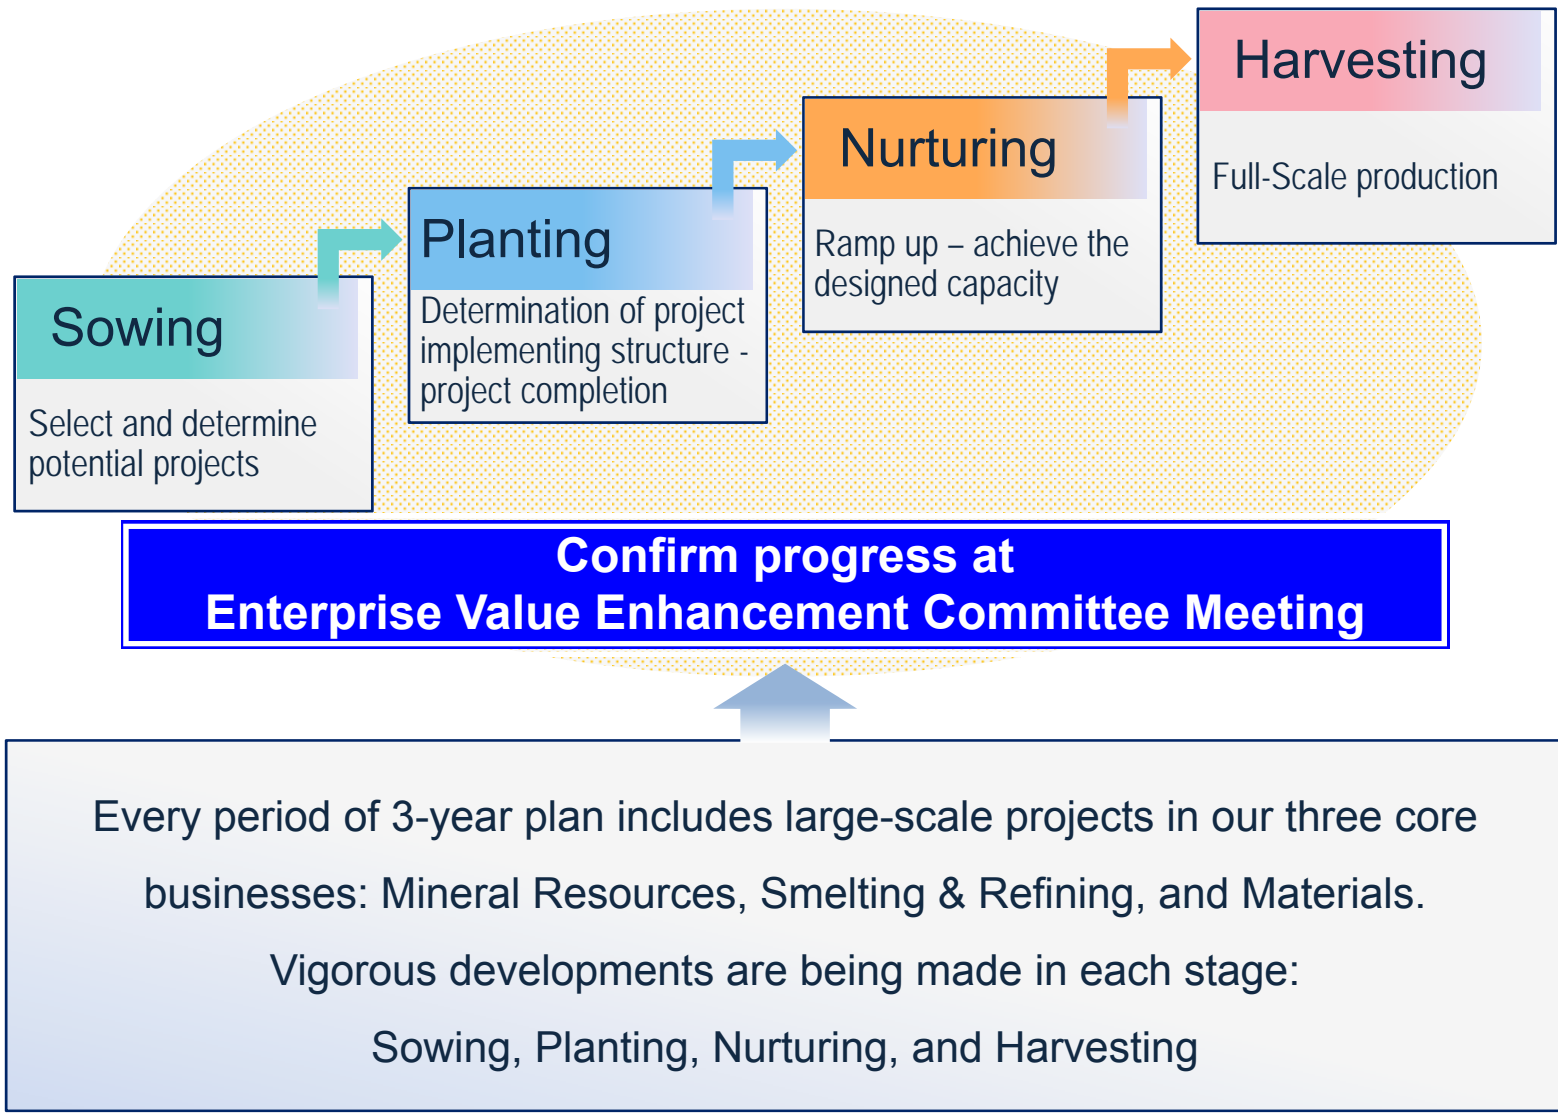 Harvesting
Full-Scale production
Nurturing
Ramp up – achieve the
designed capacity
Planting
Determination of project
implementing structure -
project completion
Sowing
Select and determine
potential projects
Confirm progress at
Enterprise Value Enhancement Committee Meeting
Every period of 3-year plan includes large-scale projects in our three core
businesses: Mineral Resources, Smelting & Refining, and Materials.
Vigorous developments are being made in each stage:
Sowing, Planting, Nurturing, and Harvesting